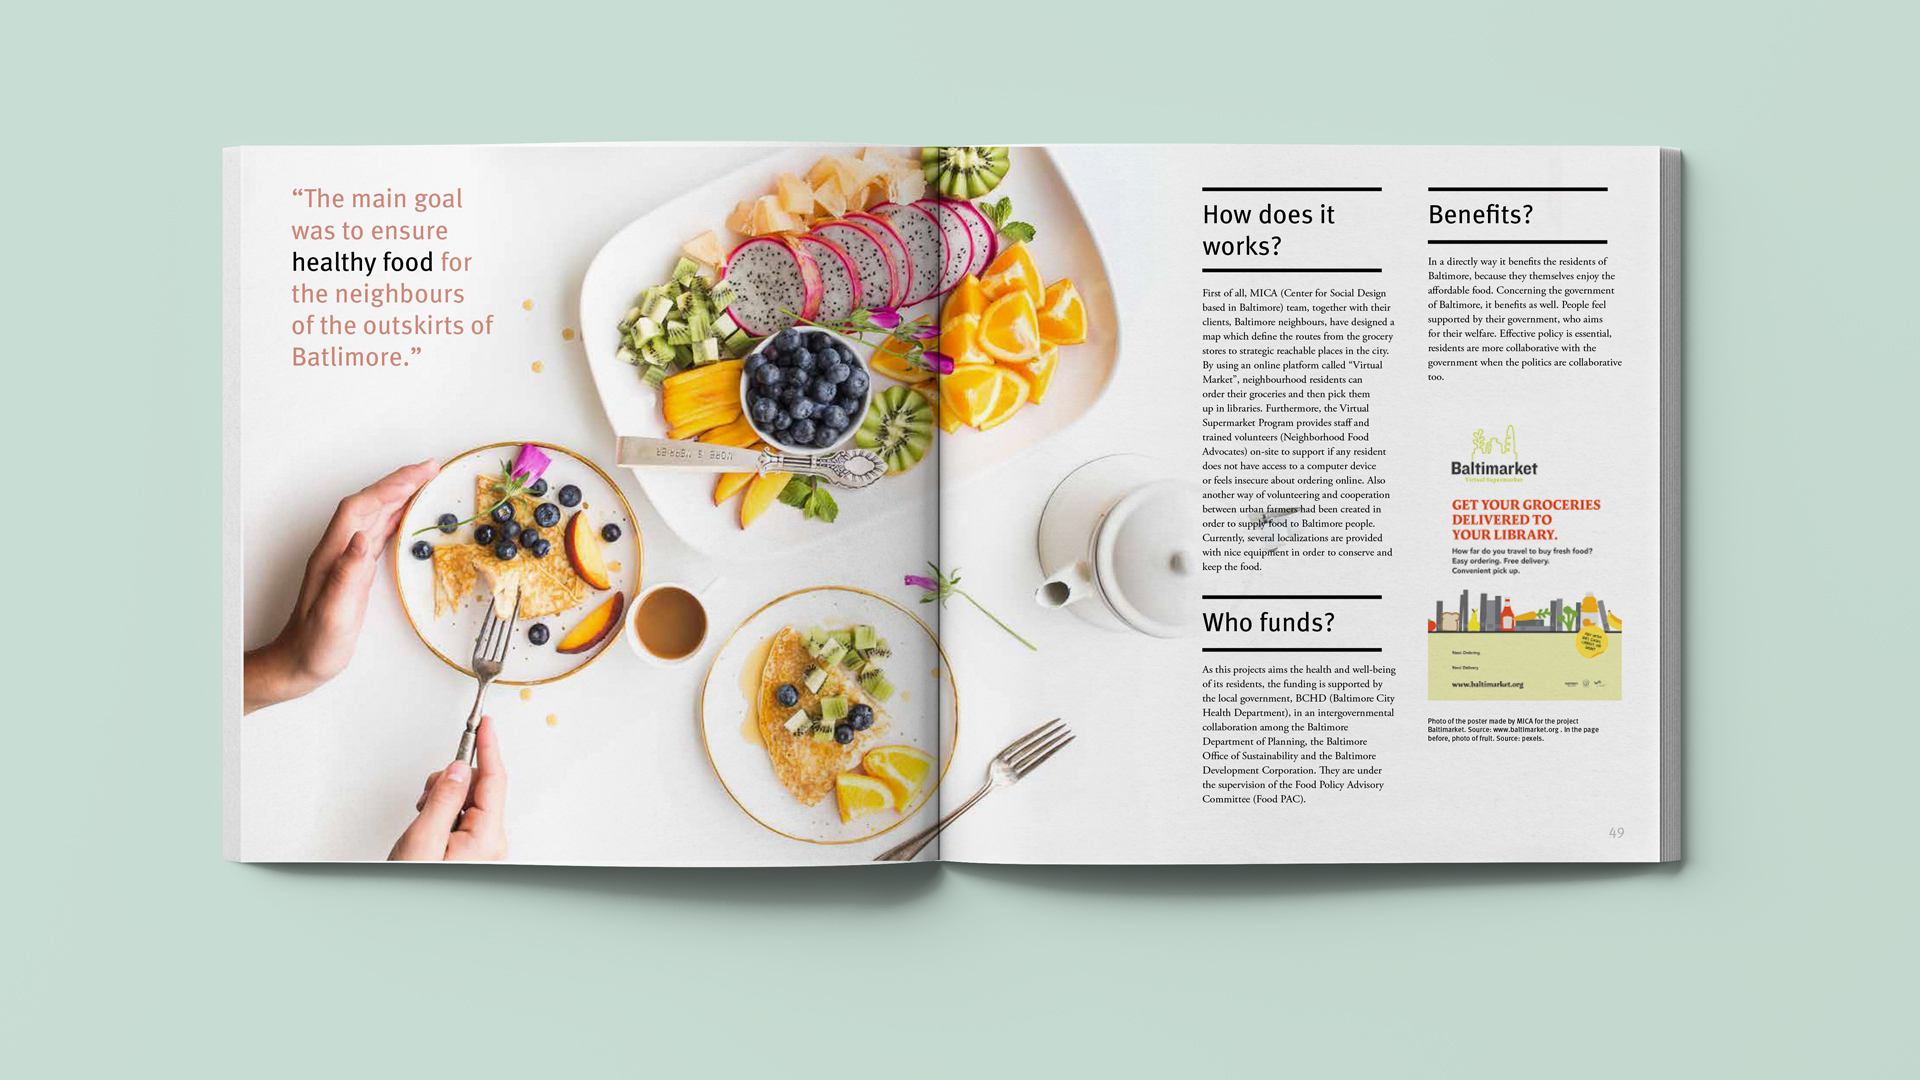 “The main goal
was to ensure
healthy food for
the neighbours
of the outskirts of
Batlimore.”
How does it
works?
First of all, MICA (Center for Social Design
based in Baltimore) team, together with their
clients, Baltimore neighbours, have designed a
map which define the routes from the grocery
stores to strategic reachable places in the city.
By using an online platform called “Virtual
Market”, neighbourhood residents can
order their groceries and then pick them
up in libraries. Furthermore, the Virtual
Supermarket Program provides staff and
trained volunteers (Neighborhood Food
Advocates) on-site to support if any resident
does not have access to a computer device
or feels insecure about ordering online. Also
another way of volunteering and cooperation
between urban farmers had been created in
order to supply food to Baltimore people.
Currently, several localizations are provided
with nice equipment in order to conserve and
keep the food.
Who funds?
As this projects aims the health and well-being
of its residents, the funding is supported by
the local government, BCHD (Baltimore City
Health Department), in an intergovernmental
collaboration among the Baltimore
Department of Planning, the Baltimore
Office of Sustainability and the Baltimore
Development Corporation. They are under
the supervision of the Food Policy Advisory
Committee (Food PAC).
Benefits?
In a directly way it benefits the residents of
Baltimore, because they themselves enjoy the
affordable food. Concerning the government
of Baltimore, it benefits as well. People feel
supported by their government, who aims
for their welfare. Effective policy is essential,
residents are more collaborative with the
government when the politics are collaborative
too.
Baltimarket
Virtual Supermarket
GET YOUR GROCERIES
DELIVERED TO
YOUR LIBRARY.
How far do you travel to buy fresh food?
Easy ordering. Free delivery.
Convenient pick up.
Next Ordering
Next Delivery
www.baltimarket.org
Photo of the poster made by MICA for the project
Baltimarket. Source: www.baltimarket.org . In the page
before, photo of fruit. Source: pexels.
49